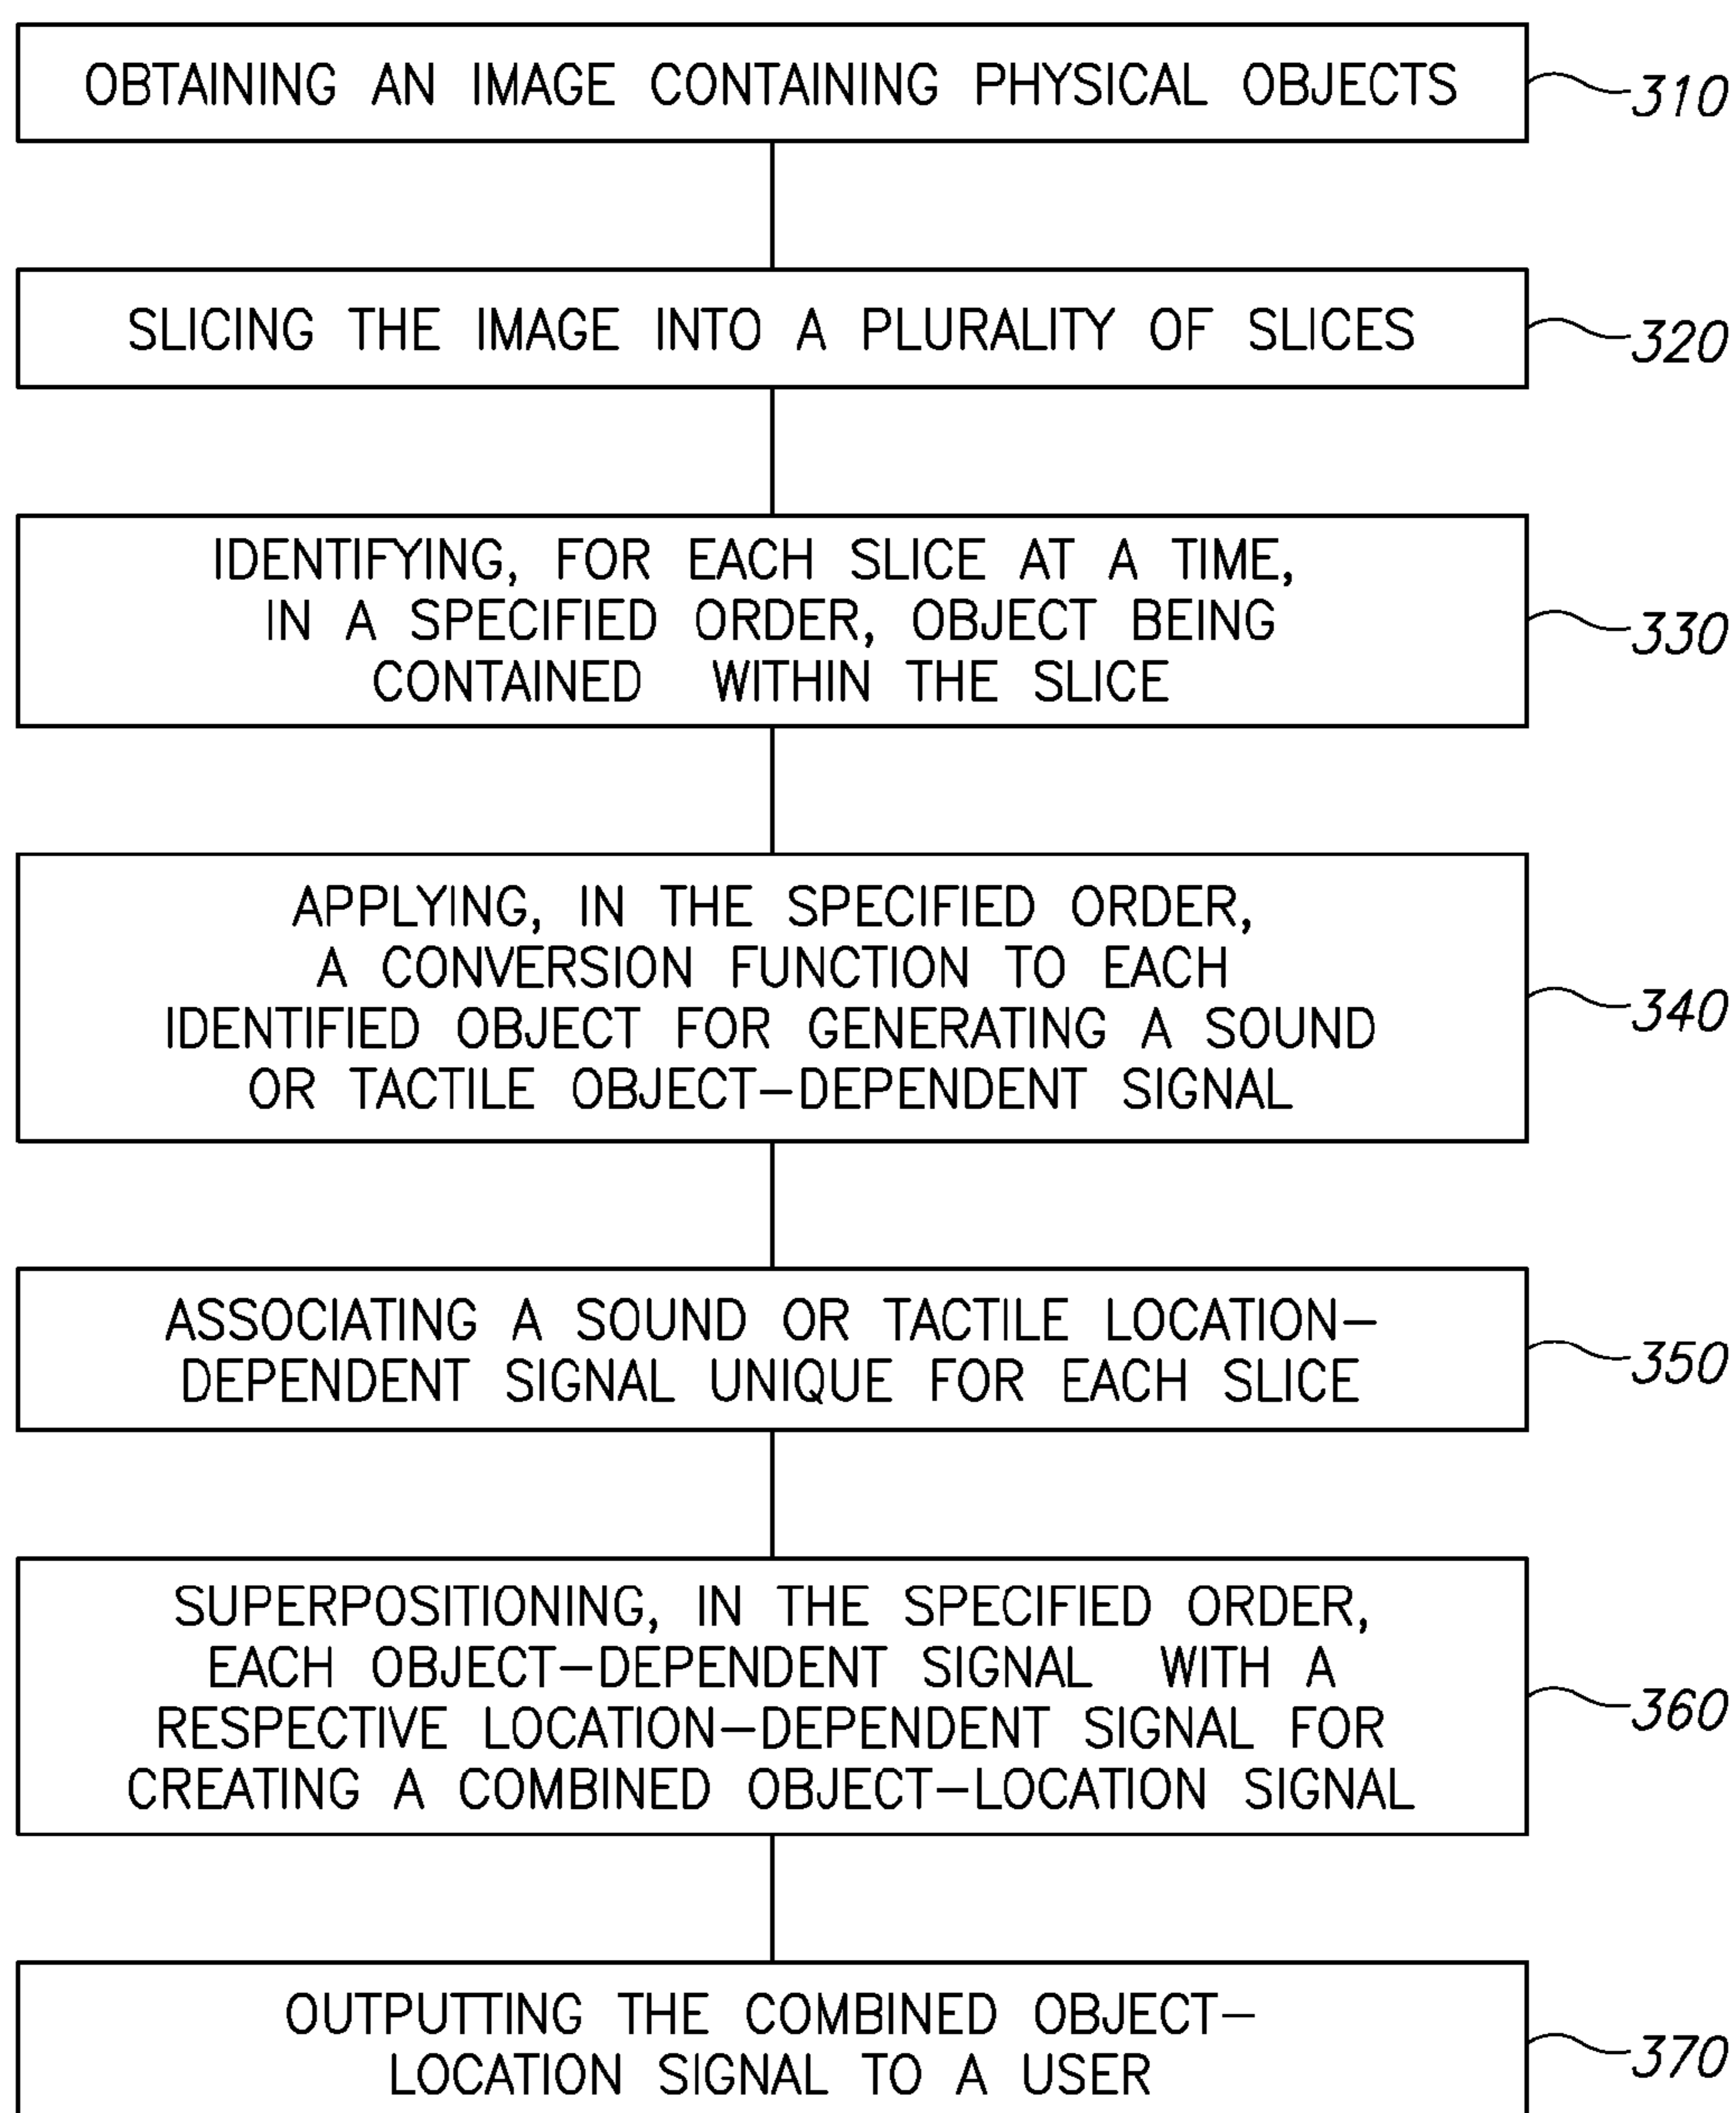 OBTAINING AN IMAGE CONTAINING PHYSICAL OBJECTS
310
SLICING THE IMAGE INTO A PLURALITY OF SLICES
320
IDENTIFYING, FOR EACH SLICE AT A TIME,
IN A SPECIFIED ORDER, OBJECT BEING
CONTAINED WITHIN THE SLICE
330
APPLYING, IN THE SPECIFIED ORDER,
A CONVERSION FUNCTION TO EACH
IDENTIFIED OBJECT FOR GENERATING A SOUND
OR TACTILE OBJECT-DEPENDENT SIGNAL
340
ASSOCIATING A SOUND OR TACTILE LOCATION-
DEPENDENT SIGNAL UNIQUE FOR EACH SLICE
350
SUPERPOSITIONING, IN THE SPECIFIED ORDER,
EACH OBJECT-DEPENDENT SIGNAL WITH A
RESPECTIVE LOCATION-DEPENDENT SIGNAL FOR
CREATING A COMBINED OBJECT-LOCATION SIGNAL
360
OUTPUTTING THE COMBINED OBJECT-
LOCATION SIGNAL TO A USER
370